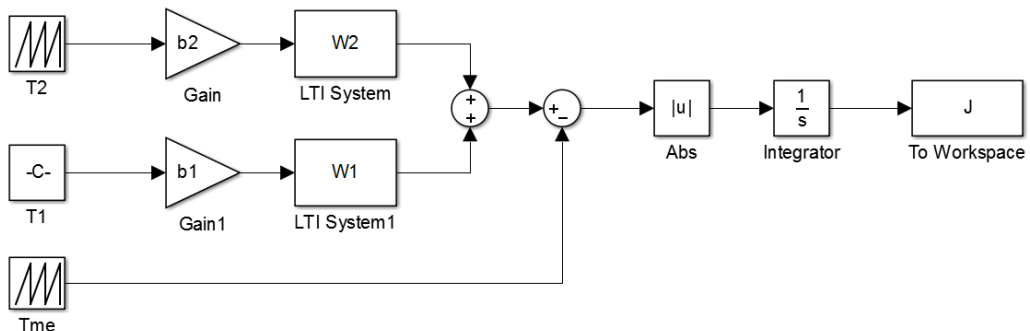 b2
W2
T2
Gain
LTI System
+
+
+
−
|u|
1
s
J
Abs
Integrator
To Workspace
-C-
b1
W1
T1
Gain1
LTI System1
Tme